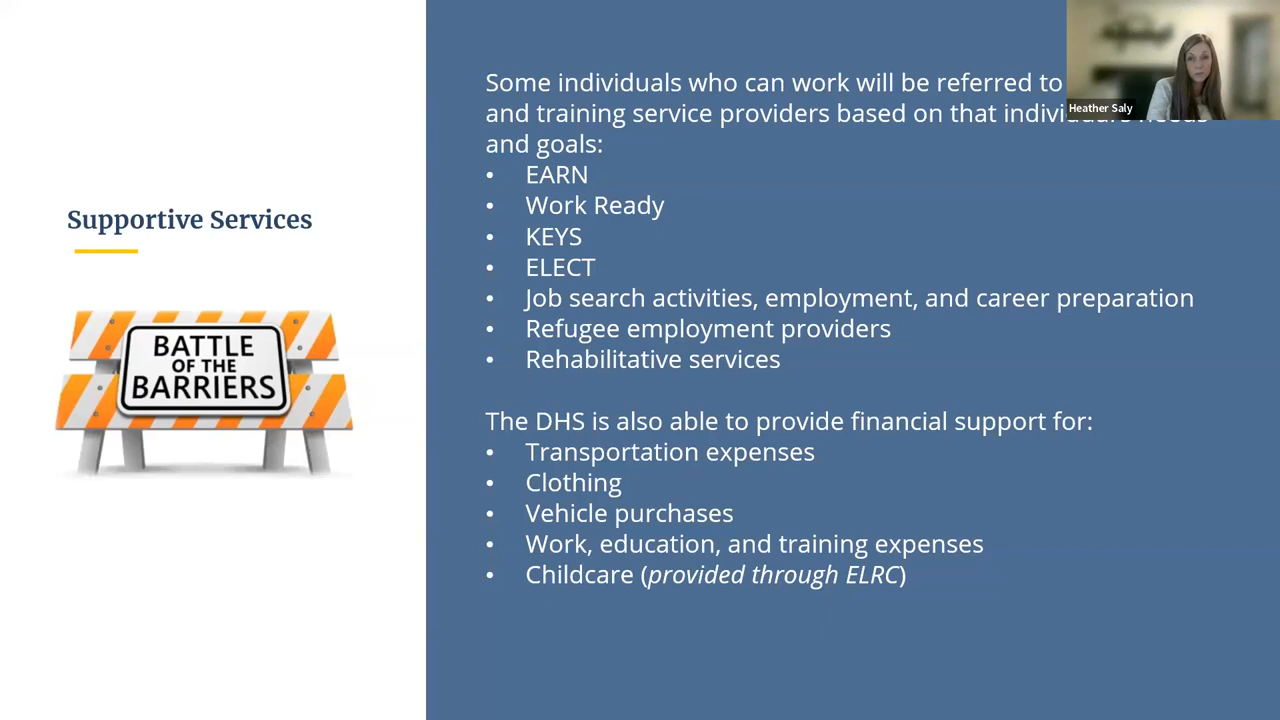 Supportive Services
BATTLE
OF THE
BARRIERS
Some individuals who can work will be referred to
and training service providers based on that
and goals:
• EARN
• Work Ready
• KEYS
• ELECT
• Job search activities, employment, and career preparation
• Refugee employment providers
• Rehabilitative services
The DHS is also able to provide financial support for:
• Transportation expenses
• Clothing
• Vehicle purchases
• Work, education, and training expenses
• Childcare (provided through ELRC)
Heather Saly